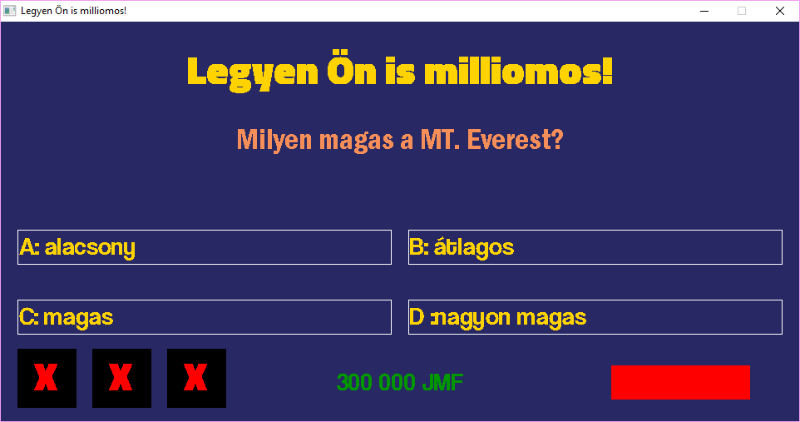 Legyen Ön is milliomos!
Legyen Ön is milliomos!
Milyen magas a MT. Everest?
A: alacsony
B: átlagos
C: magas
D :nagyon magas
X X X
300 000 JMF